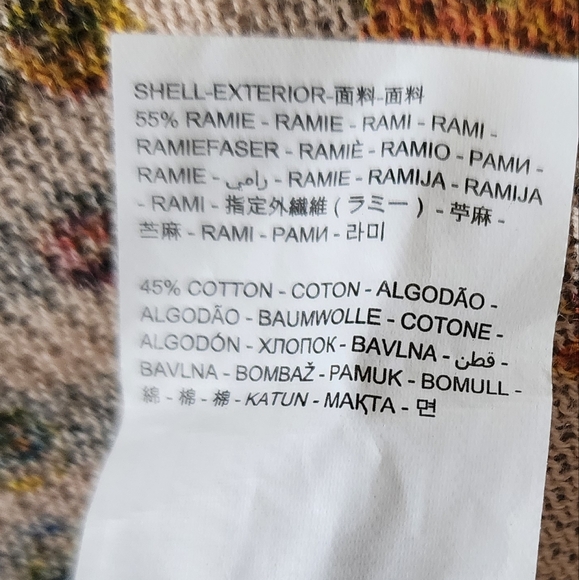 SHELL-EXTERIOR-面料-面料
55% RAMIE - RAMIE - RAMI - RAMI -
RAMIEFASER - RAMIÈ - RAMIO - РАМИ -
RAMIE - رامي - RAMIE - RAMIJA - RAMIJA
- RAMI - 指定外繊維 ( ラミー ) - 苧麻 -
苎麻 - RAMI - РАМИ - 라미
45% COTTON - COTON - ALGODÃO -
ALGODÃO - BAUMWOLLE - COTONE -
ALGODÓN - ХЛОПОК - BAVLNA - قطن -
BAVLNA - BOMBAŽ - PAMUK - BOMULL -
綿 - 棉 - 棉 - KATUN - МАҚТА - 면